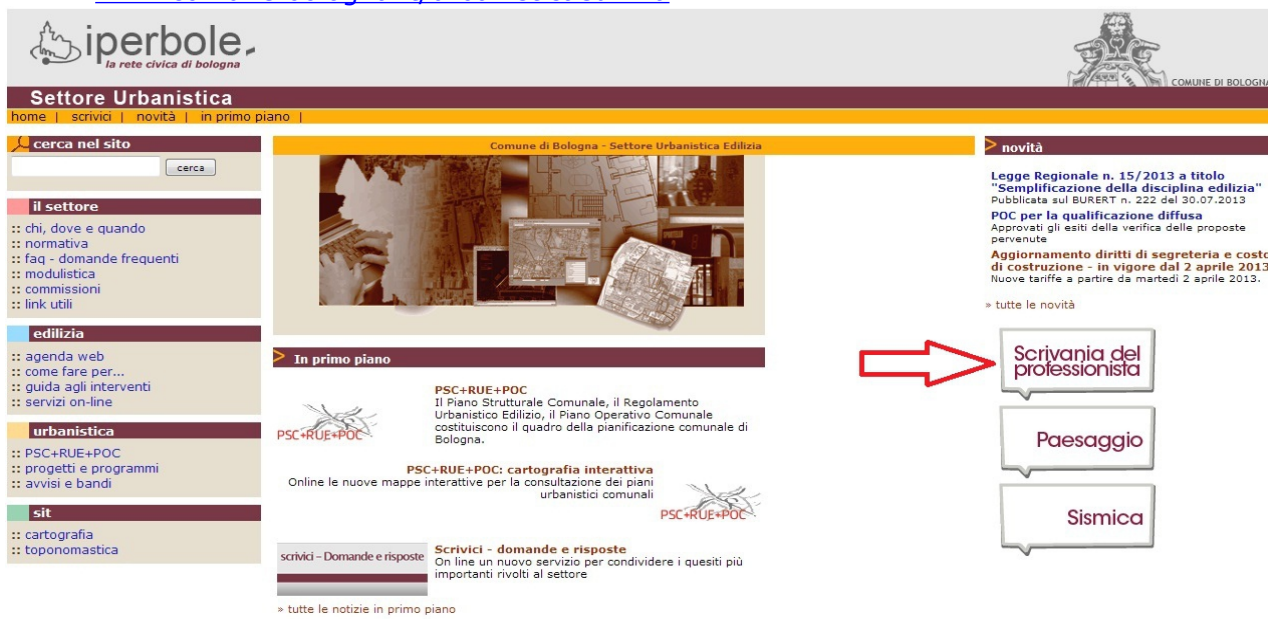 iperbole
la rete civica di bologna
COMUNE DI BOLOGNA
Settore Urbanistica
home | scrivici | novità | in primo piano |
cerca nel sito
cerca
il settore
:: chi, dove e quando
:: normativa
:: faq - domande frequenti
:: modulistica
:: commissioni
:: link utili
edilizia
:: agenda web
:: come fare per...
:: guida agli interventi
:: servizi on-line
urbanistica
:: PSC+RUE+POC
:: progetti e programmi
:: avvisi e bandi
sit
:: cartografia
:: toponomastica
Comune di Bologna - Settore Urbanistica Edilizia
> In primo piano
PSC+RUE+POC
PSC+RUE+POC
Il Piano Strutturale Comunale, il Regolamento
Urbanistico Edilizio, il Piano Operativo Comunale
costituiscono il quadro della pianificazione comunale di
Bologna.
PSC+RUE+POC: cartografia interattiva
Online le nuove mappe interattive per la consultazione dei piani
urbanistici comunali
PSC+RUE+POC
scrivici – Domande e risposte
Scrivici - domande e risposte
On line un nuovo servizio per condividere i quesiti più
importanti rivolti al settore
» tutte le notizie in primo piano
> novità
Legge Regionale n. 15/2013 a titolo
"Semplificazione della disciplina edilizia"
Pubblicata sul BURERT n. 222 del 30.07.2013
POC per la qualificazione diffusa
Approvati gli esiti della verifica delle proposte
pervenute
Aggiornamento diritti di segreteria e costo
di costruzione - in vigore dal 2 aprile 2013
Nuove tariffe a partire da martedì 2 aprile 2013.
» tutte le novità
Scrivania del
professionista
Paesaggio
Sismica